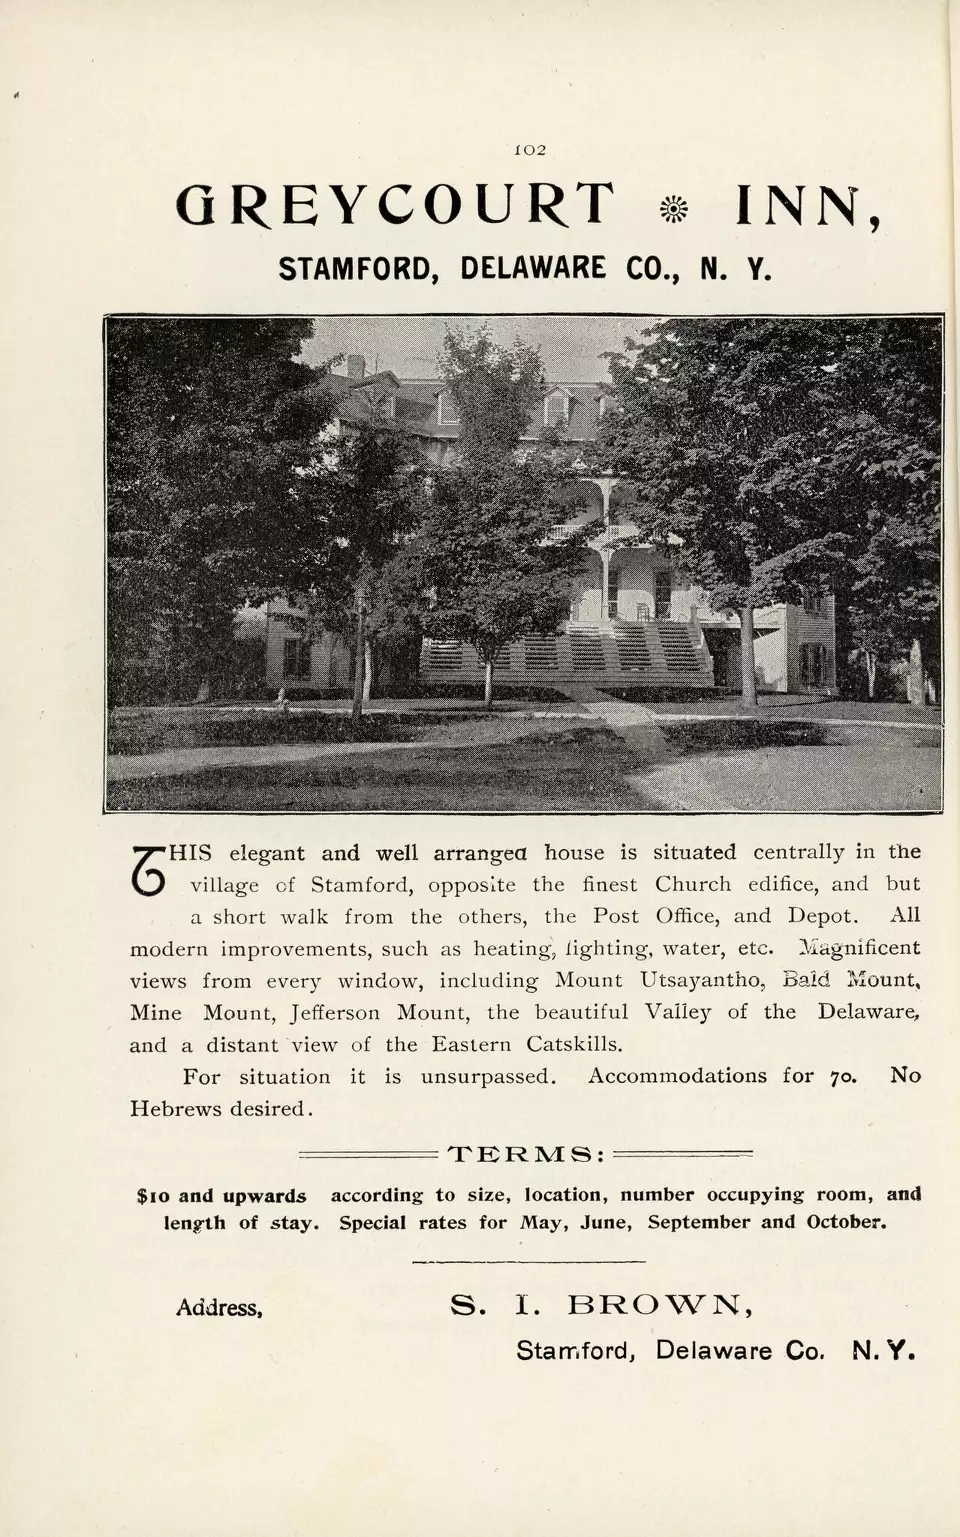 102
GREYCOURT INN,
STAMFORD, DELAWARE CO., N. Y.
THIS elegant and well arranged house is situated centrally in the
village of Stamford, opposite the finest Church edifice, and but
a short walk from the others, the Post Office, and Depot. All
modern improvements, such as heating, lighting, water, etc. Magnificent
views from every window, including Mount Utsayantho, Bald Mount,
Mine Mount, Jefferson Mount, the beautiful Valley of the Delaware,
and a distant view of the Eastern Catskills.
For situation it is unsurpassed. Accommodations for 70. No
Hebrews desired.
TERMS:
$10 and upwards according to size, location, number occupying room, and
length of stay. Special rates for May, June, September and October.
Address, S. I. BROWN,
Stamford, Delaware Co. N. Y.